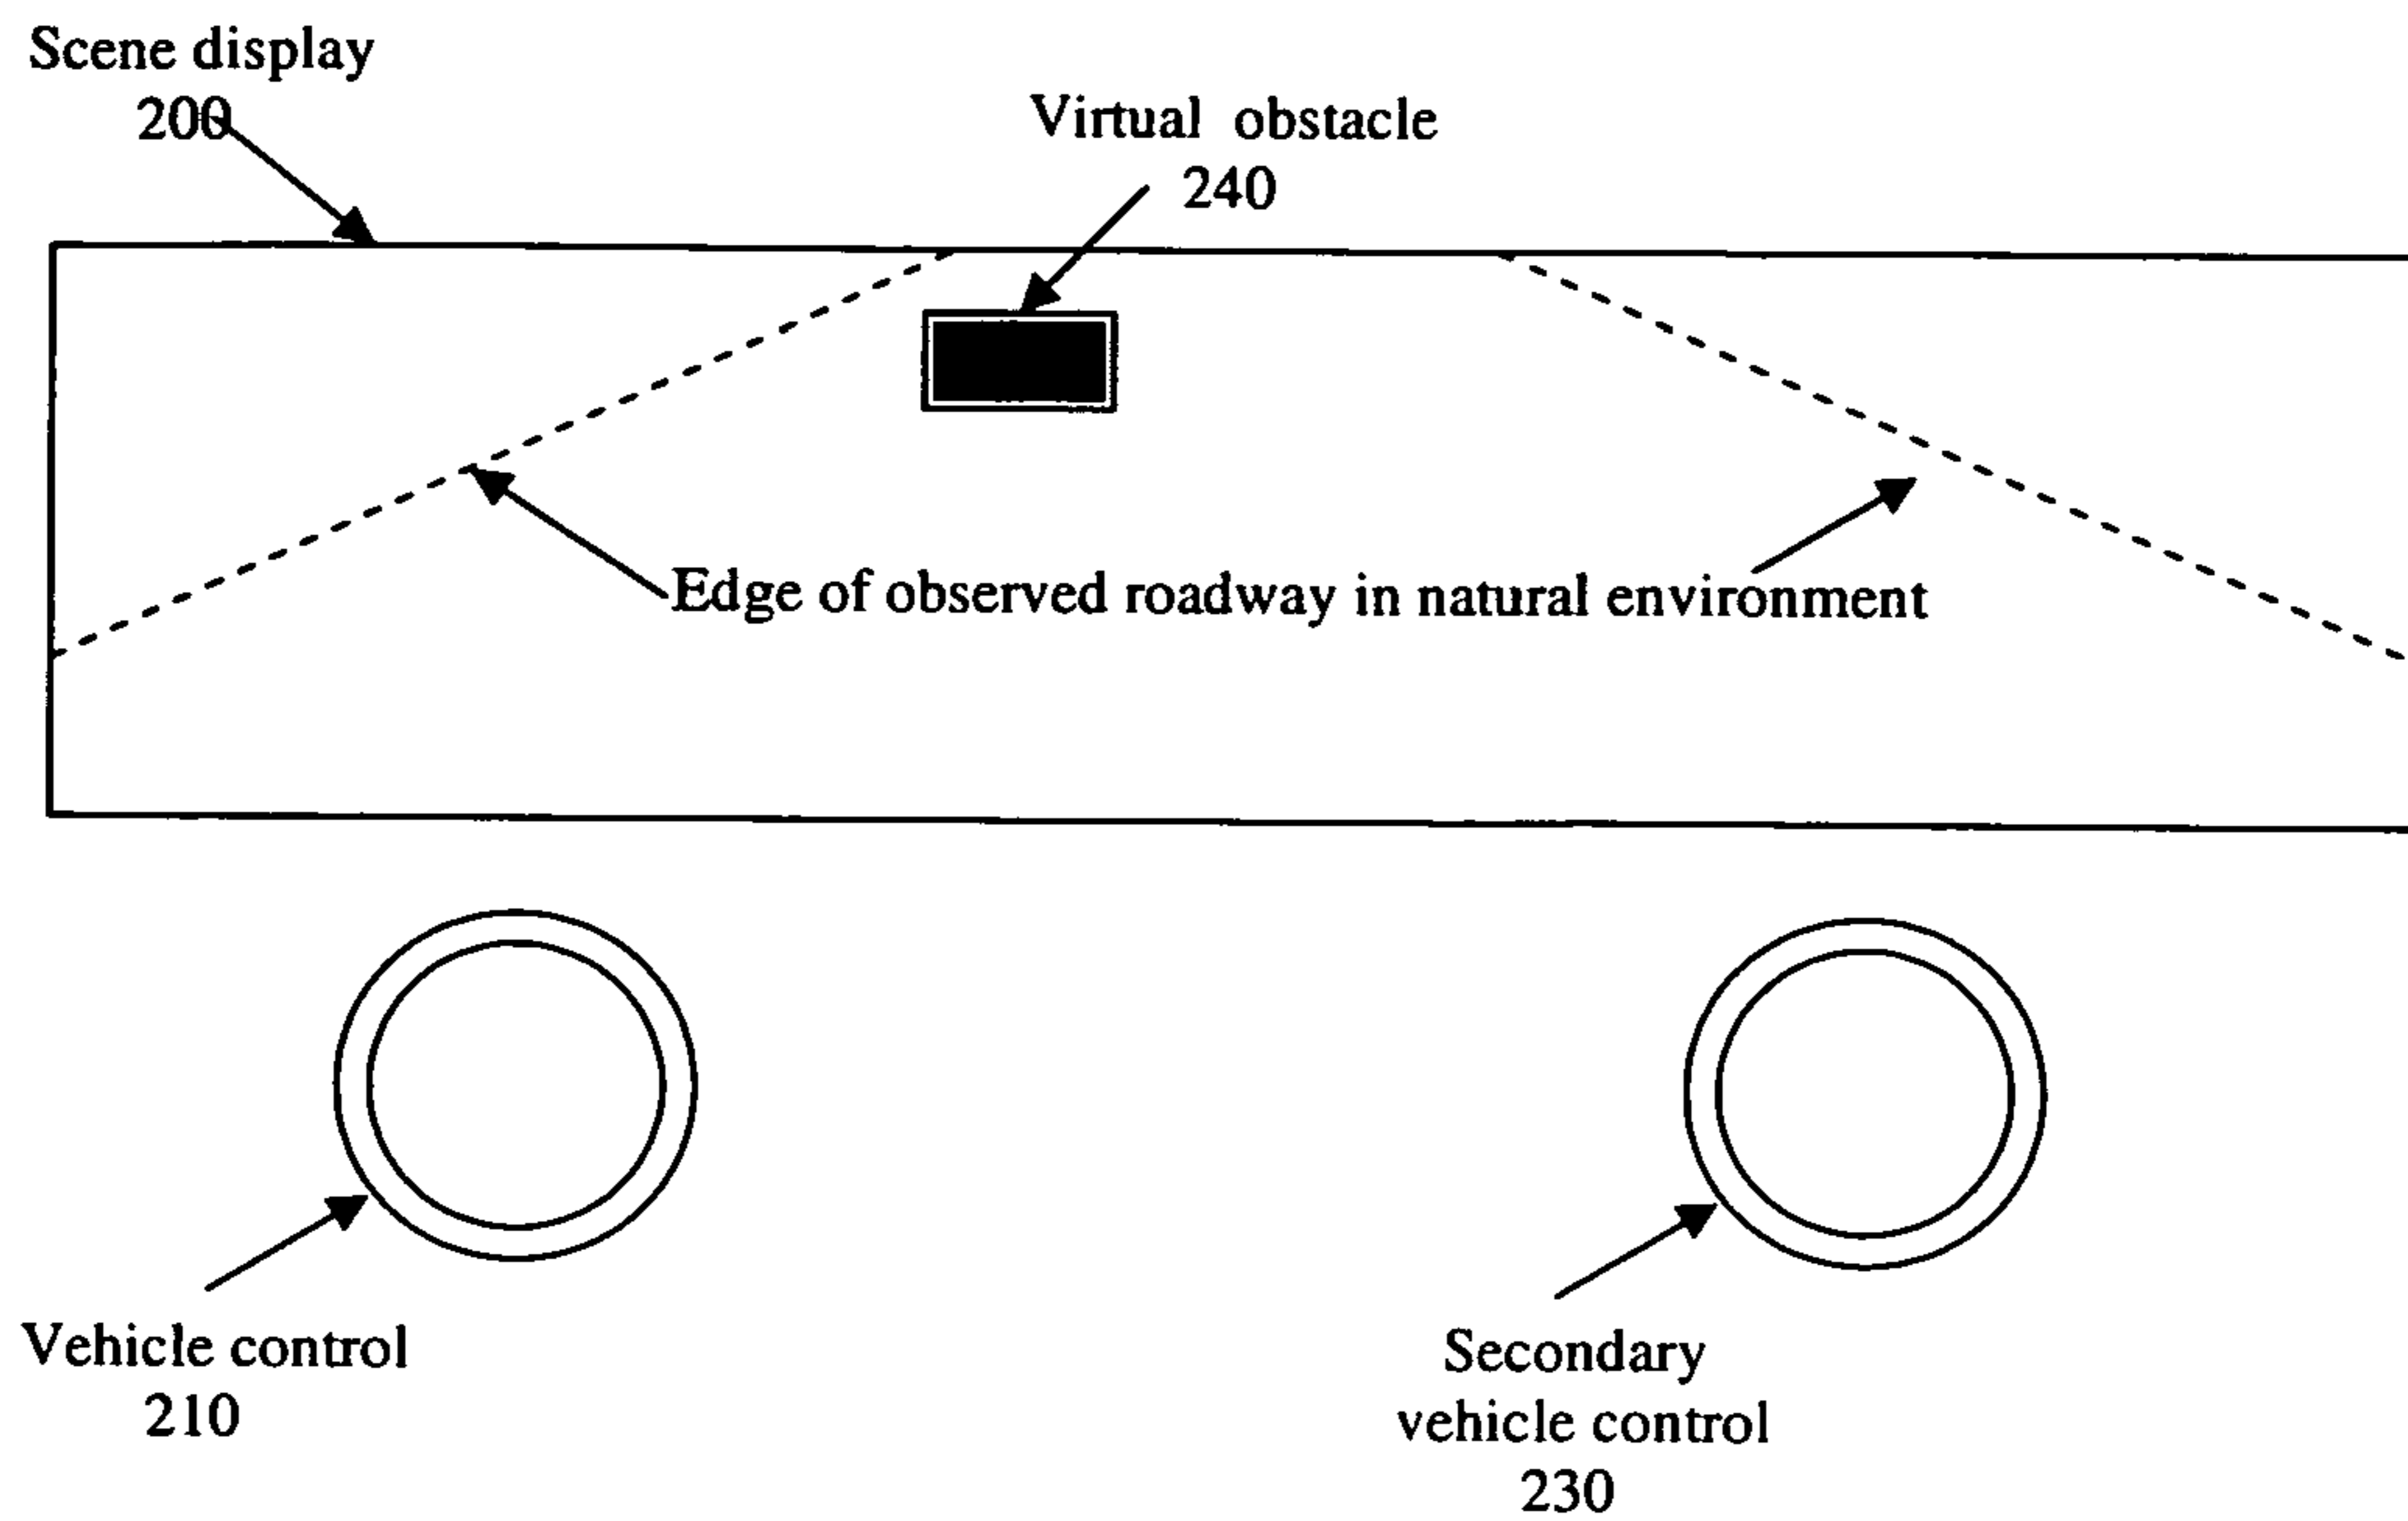 Scene display
200
Virtual obstacle
240
Edge of observed roadway in natural environment
Vehicle control
210
Secondary
vehicle control
230